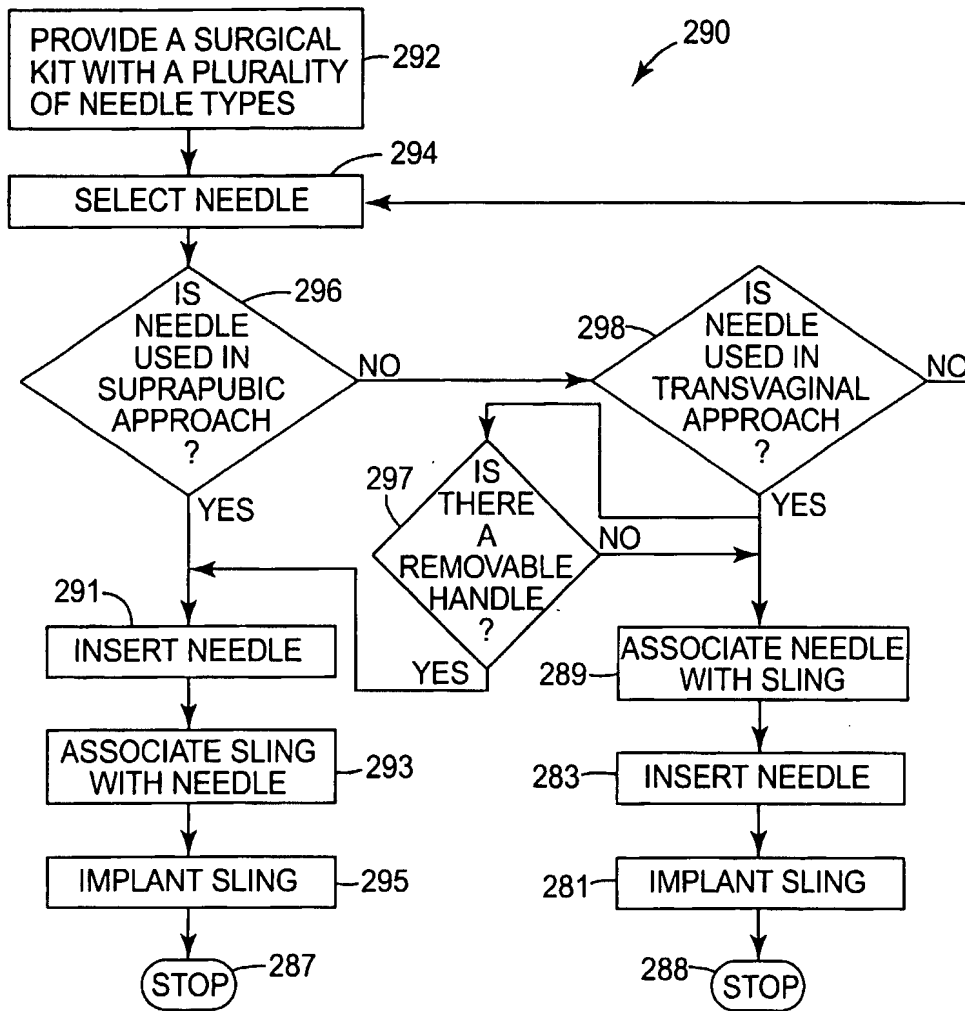 PROVIDE A SURGICAL
KIT WITH A PLURALITY
OF NEEDLE TYPES
292
290
294
SELECT NEEDLE
296
IS
NEEDLE
USED IN
SUPRAPUBIC
APPROACH
?
NO
YES
298
IS
NEEDLE
USED IN
TRANSVAGINAL
APPROACH
?
NO
YES
297
IS
THERE
A
REMOVABLE
HANDLE
?
NO
YES
291
INSERT NEEDLE
ASSOCIATE SLING
WITH NEEDLE
293
IMPLANT SLING
295
STOP
287
289
ASSOCIATE NEEDLE
WITH SLING
283
INSERT NEEDLE
281
IMPLANT SLING
288
STOP